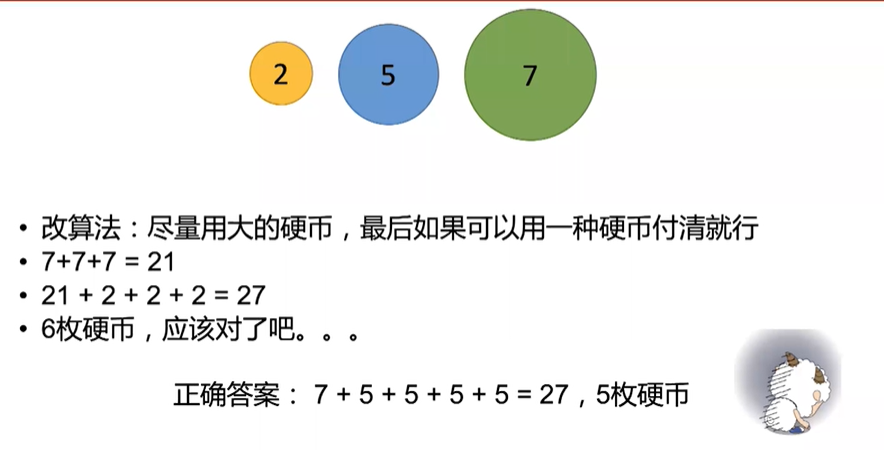 2 5 7
• 改算法：尽量用大的硬币，最后如果可以用一种硬币付清就行
• 7+7+7 = 21
• 21 + 2 + 2 + 2 = 27
• 6枚硬币，应该对了吧。。。
正确答案： 7 + 5 + 5 + 5 + 5 = 27，5枚硬币